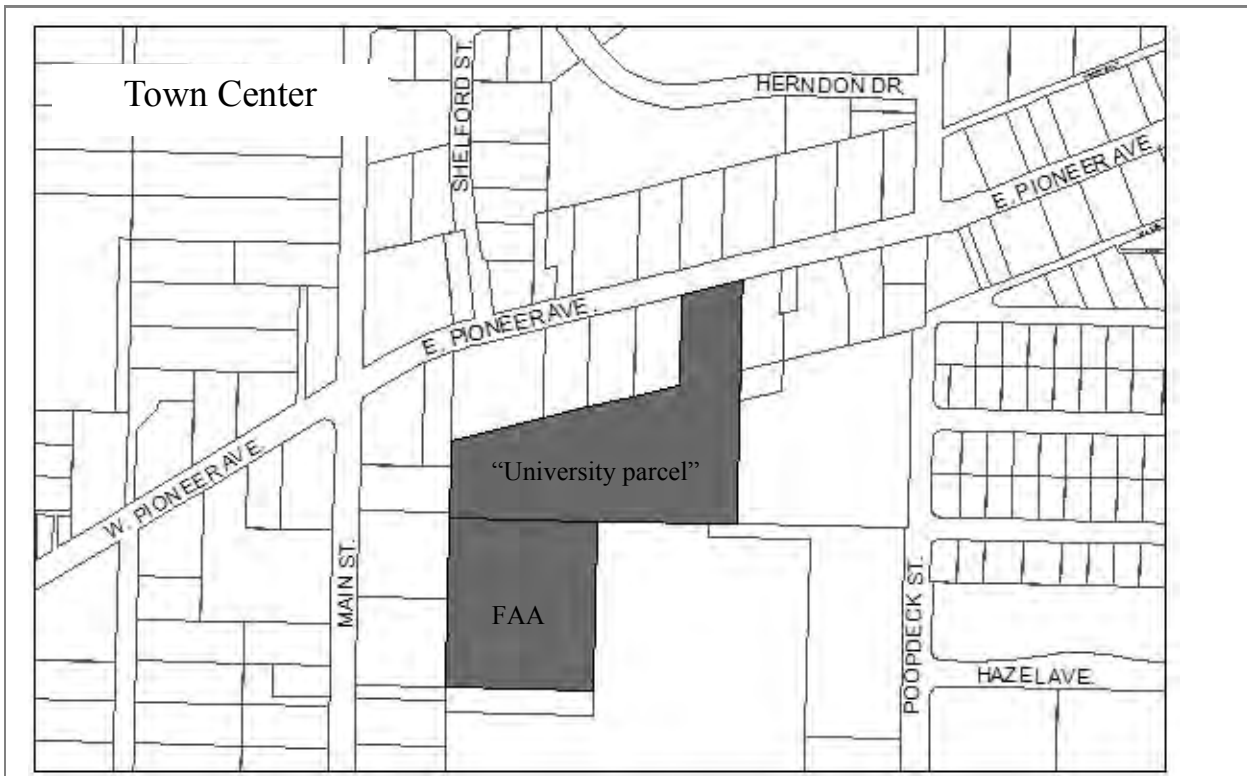 Town Center
SHELFORD ST.
HERNDON DR.
E. PIONEER AVE.
E. PIONEER AVE.
W. PIONEER AVE.
“University parcel”
MAIN ST.
FAA
POOPDECK ST.
HAZEL AVE.